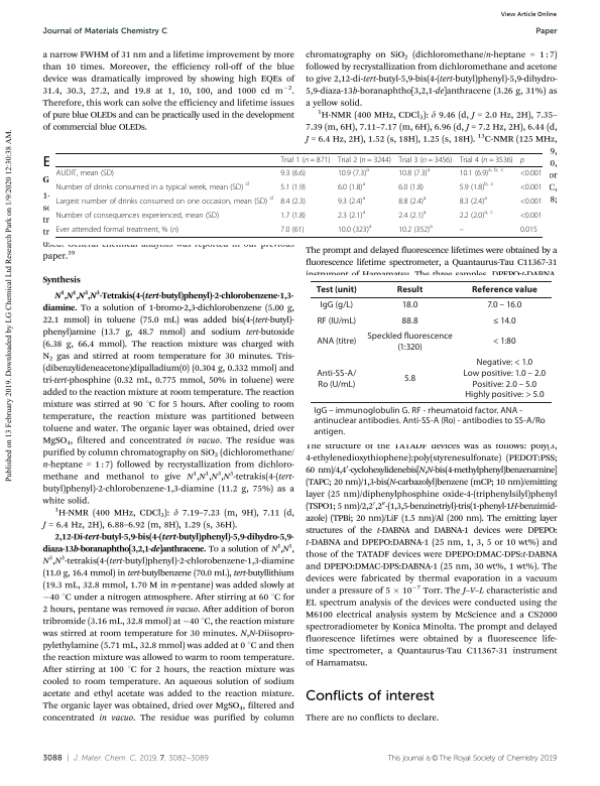 View Article Online
Journal of Materials Chemistry C
Paper
Published on 13 February 2019. Downloaded by LG Chemical Ltd Research Park on 1/9/2020 12:30:38 AM.
a narrow FWHM of 31 nm and a lifetime improvement by more
than 10 times. Moreover, the efficiency roll-off of the blue
device was dramatically improved by showing high EQEs of
31.4, 30.3, 27.2, and 19.8 at 1, 10, 100, and 1000 cd m⁻².
Therefore, this work can solve the efficiency and lifetime issues
of pure blue OLEDs and can be practically used in the development
of commercial blue OLEDs.
E
G
1-
sc
tr
tr
paper.³⁹
Synthesis
N¹,N¹,N³,N³-Tetrakis(4-(tert-butyl)phenyl)-2-chlorobenzene-1,3-
diamine. To a solution of 1-bromo-2,3-dichlorobenzene (5.00 g,
22.1 mmol) in toluene (75.0 mL) was added bis(4-(tert-butyl)-
phenyl)amine (13.7 g, 48.7 mmol) and sodium tert-butoxide
(6.38 g, 66.4 mmol). The reaction mixture was charged with
N₂ gas and stirred at room temperature for 30 minutes. Tris-
(dibenzylideneacetone)dipalladium(0) (0.304 g, 0.332 mmol) and
tri-tert-phosphine (0.32 mL, 0.775 mmol, 50% in toluene) were
added to the reaction mixture at room temperature. The reaction
mixture was stirred at 90 °C for 5 hours. After cooling to room
temperature, the reaction mixture was partitioned between
toluene and water. The organic layer was obtained, dried over
MgSO₄, filtered and concentrated in vacuo. The residue was
purified by column chromatography on SiO₂ (dichloromethane/
n-heptane = 1 : 7) followed by recrystallization from dichloro-
methane and methanol to give N¹,N¹,N³,N³-tetrakis(4-(tert-
butyl)phenyl)-2-chlorobenzene-1,3-diamine (11.2 g, 75%) as a
white solid.
¹H-NMR (400 MHz, CDCl₃): δ 7.19–7.23 (m, 9H), 7.11 (d,
J = 6.4 Hz, 2H), 6.88–6.92 (m, 8H), 1.29 (s, 36H).
2,12-Di-tert-butyl-5,9-bis(4-(tert-butyl)phenyl)-5,9-dihydro-5,9-
diaza-13b-boranaphtho[3,2,1-de]anthracene. To a solution of N¹,N¹,
N³,N³-tetrakis(4-(tert-butyl)phenyl)-2-chlorobenzene-1,3-diamine
(11.0 g, 16.4 mmol) in tert-butylbenzene (70.0 mL), tert-butyllithium
(19.3 mL, 32.8 mmol, 1.70 M in n-pentane) was added slowly at
−40 °C under a nitrogen atmosphere. After stirring at 60 °C for
2 hours, pentane was removed in vacuo. After addition of boron
tribromide (3.16 mL, 32.8 mmol) at −40 °C, the reaction mixture
was stirred at room temperature for 30 minutes. N,N-Diisopro-
pylethylamine (5.71 mL, 32.8 mmol) was added at 0 °C and then
the reaction mixture was allowed to warm to room temperature.
After stirring at 100 °C for 2 hours, the reaction mixture was
cooled to room temperature. An aqueous solution of sodium
acetate and ethyl acetate was added to the reaction mixture.
The organic layer was obtained, dried over MgSO₄, filtered and
concentrated in vacuo. The residue was purified by column
chromatography on SiO₂ (dichloromethane/n-heptane = 1 : 7)
followed by recrystallization from dichloromethane and acetone
to give 2,12-di-tert-butyl-5,9-bis(4-(tert-butyl)phenyl)-5,9-dihydro-
5,9-diaza-13b-boranaphtho[3,2,1-de]anthracene (3.26 g, 31%) as
a yellow solid.
¹H-NMR (400 MHz, CDCl₃): δ 9.46 (d, J = 2.0 Hz, 2H), 7.35–
7.39 (m, 6H), 7.11–7.17 (m, 6H), 6.96 (d, J = 7.2 Hz, 2H), 6.44 (d,
J = 6.4 Hz, 2H), 1.52 (s, 18H), 1.25 (s, 18H). ¹³C-NMR (125 MHz,
9,
0,
or
C,
8;
Trial 1 (n = 871) Trial 2 (n = 3244) Trial 3 (n = 3456) Trial 4 (n = 3536) p
AUDIT, mean (SD) 9.3 (6.6) 10.9 (7.3)ᵃ 10.8 (7.3)ᵃ 10.1 (6.9)ᵃ, ᵇ, ᶜ <0.001
Number of drinks consumed in a typical week, mean (SD) ᵈ 5.1 (1.9) 6.0 (1.8)ᵃ 6.0 (1.8) 5.9 (1.8)ᵇ, ᶜ <0.001
Largest number of drinks consumed on one occasion, mean (SD) ᵈ 8.4 (2.3) 9.3 (2.4)ᵃ 8.8 (2.4)ᵃ 8.3 (2.4)ᵃ <0.001
Number of consequences experienced, mean (SD) 1.7 (1.8) 2.3 (2.1)ᵃ 2.4 (2.1)ᵃ 2.2 (2.0)ᵃ, ᶜ <0.001
Ever attended formal treatment, % (n) 7.0 (61) 10.0 (323)ᵃ 10.2 (352)ᵃ – 0.015
The prompt and delayed fluorescence lifetimes were obtained by a
fluorescence lifetime spectrometer, a Quantaurus-Tau C11367-31
instrument of Hamamatsu. The three samples, DPEPO:t-DABNA
Test (unit) Result Reference value
IgG (g/L) 18.0 7.0 – 16.0
RF (IU/mL) 88.8 ≤ 14.0
ANA (titre) Speckled fluorescence (1:320) < 1:80
Anti-SS-A/ Ro (U/mL) 5.8 Negative: < 1.0
Low positive: 1.0 – 2.0
Positive: 2.0 – 5.0
Highly positive: > 5.0
IgG – immunoglobulin G. RF - rheumatoid factor. ANA -
antinuclear antibodies. Anti-SS-A (Ro) - antibodies to SS-A/Ro
antigen.
The structure of the TATADF devices was as follows: poly(3,
4-ethylenedioxythiophene):poly(styrenesulfonate) (PEDOT:PSS;
60 nm)/4,4′-cyclohexylidenebis[N,N-bis(4-methylphenyl)benzenamine]
(TAPC; 20 nm)/1,3-bis(N-carbazolyl)benzene (mCP; 10 nm)/emitting
layer (25 nm)/diphenylphosphine oxide-4-(triphenylsilyl)phenyl
(TSPO1; 5 nm)/2,2′,2″-(1,3,5-benzinetriyl)-tris(1-phenyl-1H-benzimid-
azole) (TPBi; 20 nm)/LiF (1.5 nm)/Al (200 nm). The emitting layer
structures of the t-DABNA and DABNA-1 devices were DPEPO:
t-DABNA and DPEPO:DABNA-1 (25 nm, 1, 3, 5 or 10 wt%) and
those of the TATADF devices were DPEPO:DMAC-DPS:t-DABNA
and DPEPO:DMAC-DPS:DABNA-1 (25 nm, 30 wt%, 1 wt%). The
devices were fabricated by thermal evaporation in a vacuum
under a pressure of 5 × 10⁻⁷ Torr. The J–V–L characteristic and
EL spectrum analysis of the devices were conducted using the
M6100 electrical analysis system by McScience and a CS2000
spectroradiometer by Konica Minolta. The prompt and delayed
fluorescence lifetimes were obtained by a fluorescence life-
time spectrometer, a Quantaurus-Tau C11367-31 instrument
of Hamamatsu.
Conflicts of interest
There are no conflicts to declare.
3088 | J. Mater. Chem. C, 2019, 7, 3082–3089
This journal is © The Royal Society of Chemistry 2019